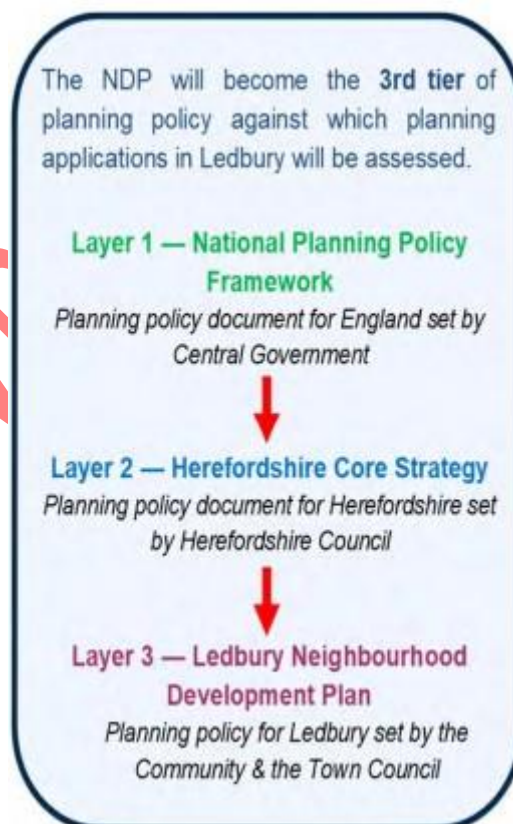 The NDP will become the 3rd tier of
planning policy against which planning
applications in Ledbury will be assessed.
Layer 1 — National Planning Policy
Framework
Planning policy document for England set by
Central Government
Layer 2 — Herefordshire Core Strategy
Planning policy document for Herefordshire set
by Herefordshire Council
Layer 3 — Ledbury Neighbourhood
Development Plan
Planning policy for Ledbury set by the
Community & the Town Council